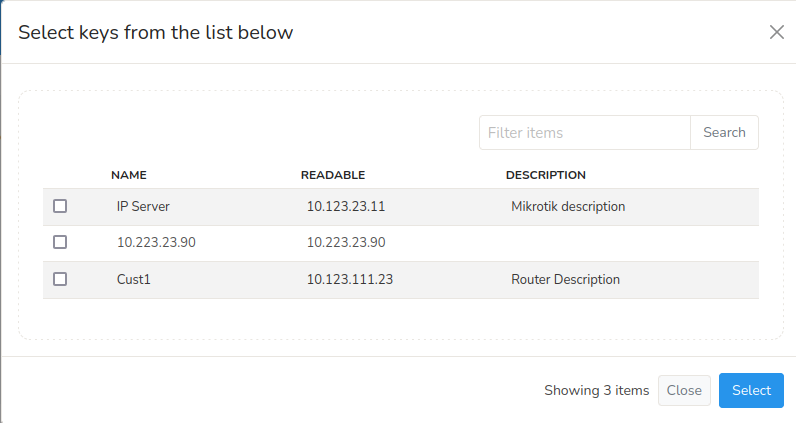 Select keys from the list below
Filter items Search
NAME READABLE DESCRIPTION
IP Server 10.123.23.11 Mikrotik description
10.223.23.90 10.223.23.90
Cust1 10.123.111.23 Router Description
Showing 3 items Close Select